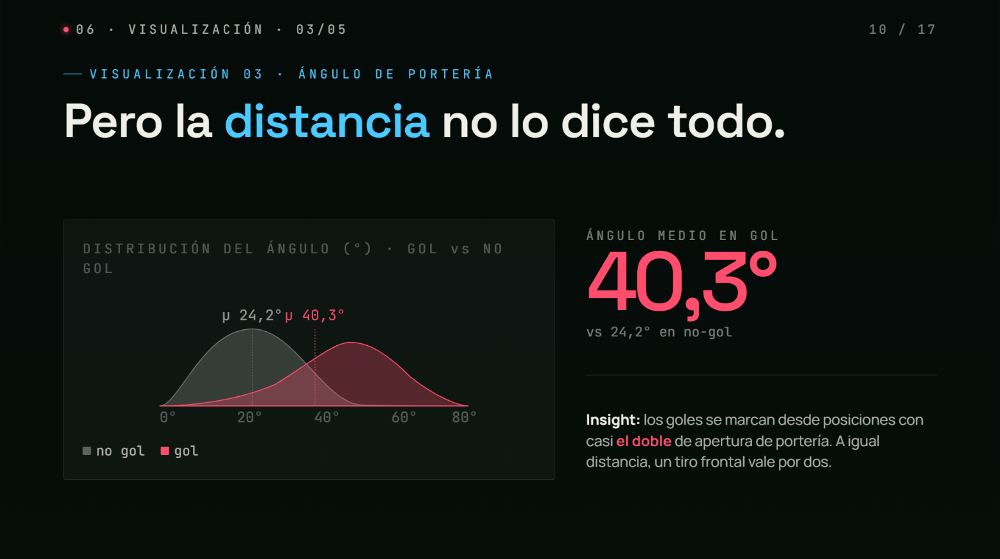 06 · VISUALIZACIÓN · 03/05
10 / 17
VISUALIZACIÓN 03 · ÁNGULO DE PORTERÍA
Pero la distancia no lo dice todo.
DISTRIBUCIÓN DEL ÁNGULO (°) · GOL vs NO
GOL
μ 24,2° μ 40,3°
0° 20° 40° 60° 80°
no gol gol
ÁNGULO MEDIO EN GOL
40,3°
vs 24,2° en no-gol
Insight: los goles se marcan desde posiciones con
casi el doble de apertura de portería. A igual
distancia, un tiro frontal vale por dos.